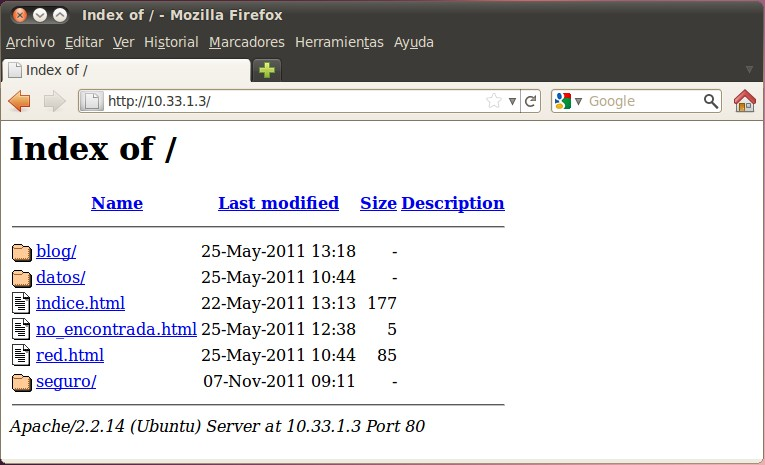 Index of / - Mozilla Firefox
Archivo Editar Ver Historial Marcadores Herramientas Ayuda
Index of /
http://10.33.1.3/ Google
Index of /
Name Last modified Size Description
blog/ 25-May-2011 13:18 -
datos/ 25-May-2011 10:44 -
indice.html 22-May-2011 13:13 177
no_encontrada.html 25-May-2011 12:38 5
red.html 25-May-2011 10:44 85
seguro/ 07-Nov-2011 09:11 -
Apache/2.2.14 (Ubuntu) Server at 10.33.1.3 Port 80